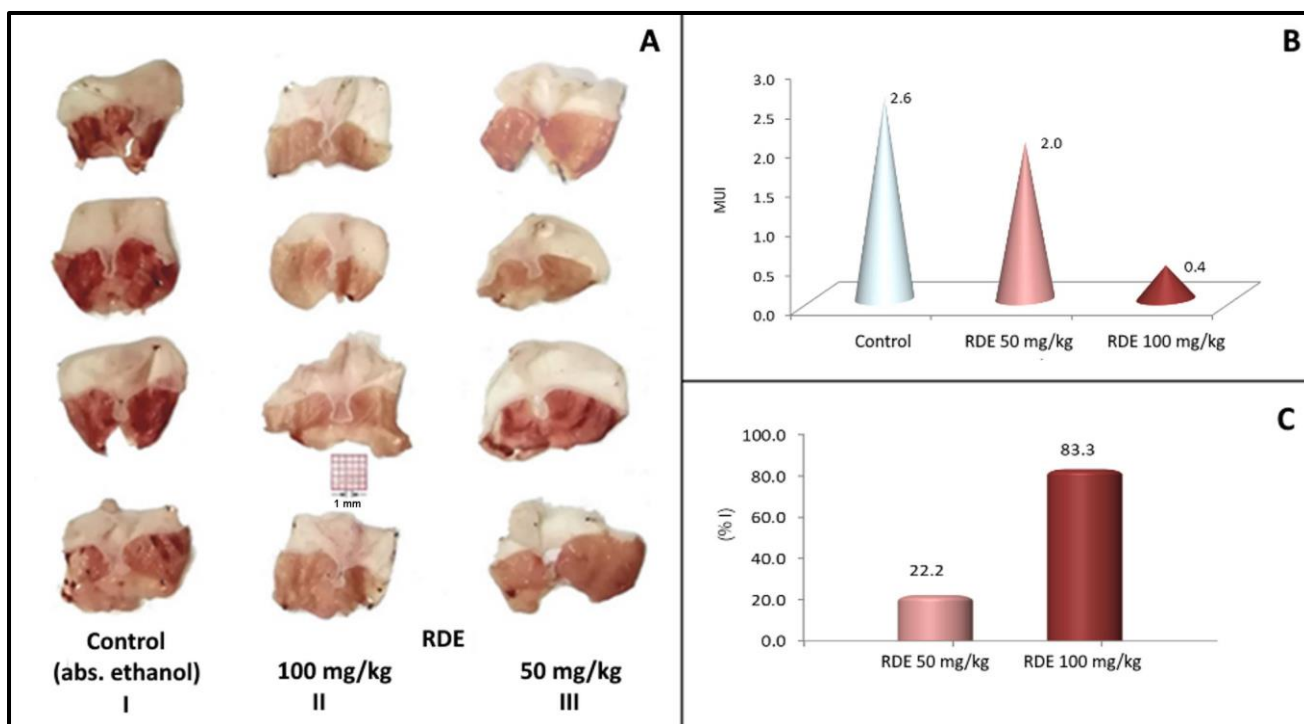 A
1 mm
Control
(abs. ethanol)
I
RDE
100 mg/kg
II
50 mg/kg
III
B
3.0
2.5
2.0
1.5
1.0
0.5
0.0
MUI
2.6
2.0
0.4
Control
RDE 50 mg/kg
RDE 100 mg/kg
C
100.0
80.0
60.0
40.0
20.0
0.0
(% I)
22.2
83.3
RDE 50 mg/kg
RDE 100 mg/kg